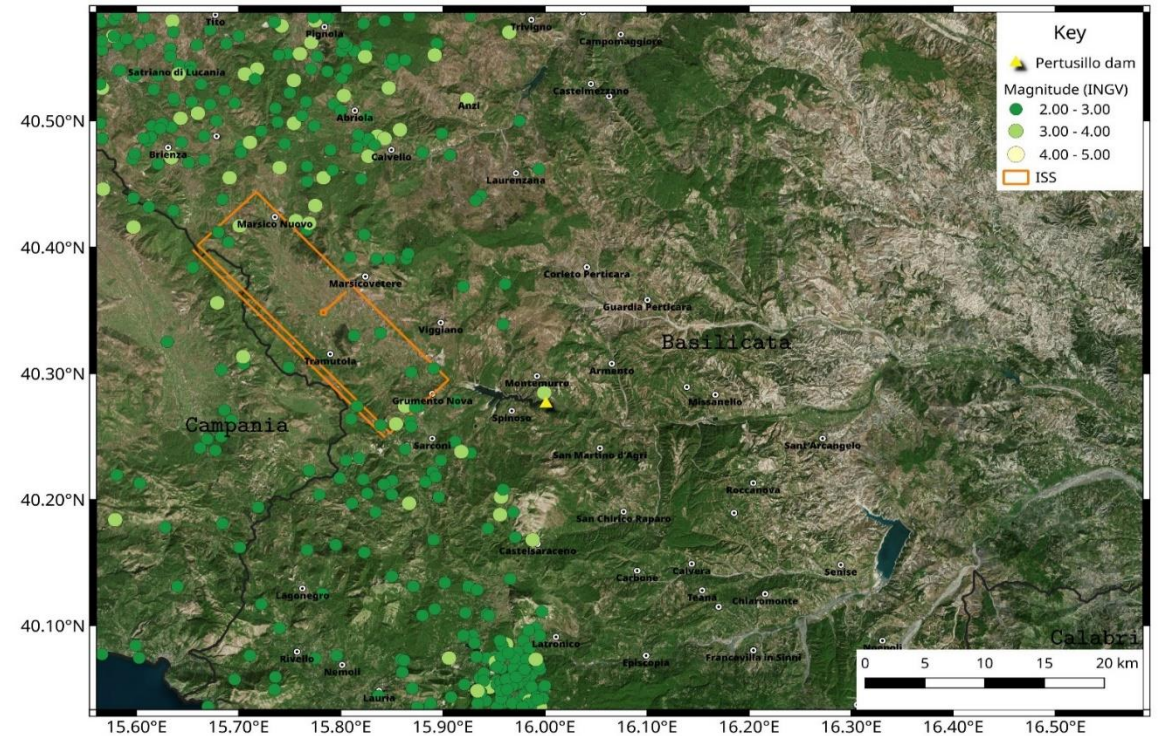 Tito
Pignola
Trivigno
Campomaggiore
Satriano di Lucania
Castelmezzano
Anzi
Abriola
Brienza
Calvello
Laurenzana
Marsico Nuovo
Corleto Perticara
Marsicovetere
Guardia Perticara
Viggiano
Basilicata
Tramutola
Armento
Montemurro
Missanello
Grumento Nova
Spinoso
Campania
Sarconi
Sant'Arcangelo
San Martino d'Agri
Roccanova
San Chirico Raparo
Castelsaraceno
Carbone
Calvera
Senise
Teana
Chiaromonte
Lagonegro
Latronico
Calabri
Rivello
Nemoli
Episcopia
Francavilla in Sinni
Lauria
Key
Pertusillo dam
Magnitude (INGV)
2.00 - 3.00
3.00 - 4.00
4.00 - 5.00
ISS
0 5 10 15 20 km
40.50°N
40.40°N
40.30°N
40.20°N
40.10°N
15.60°E 15.70°E 15.80°E 15.90°E 16.00°E 16.10°E 16.20°E 16.30°E 16.40°E 16.50°E